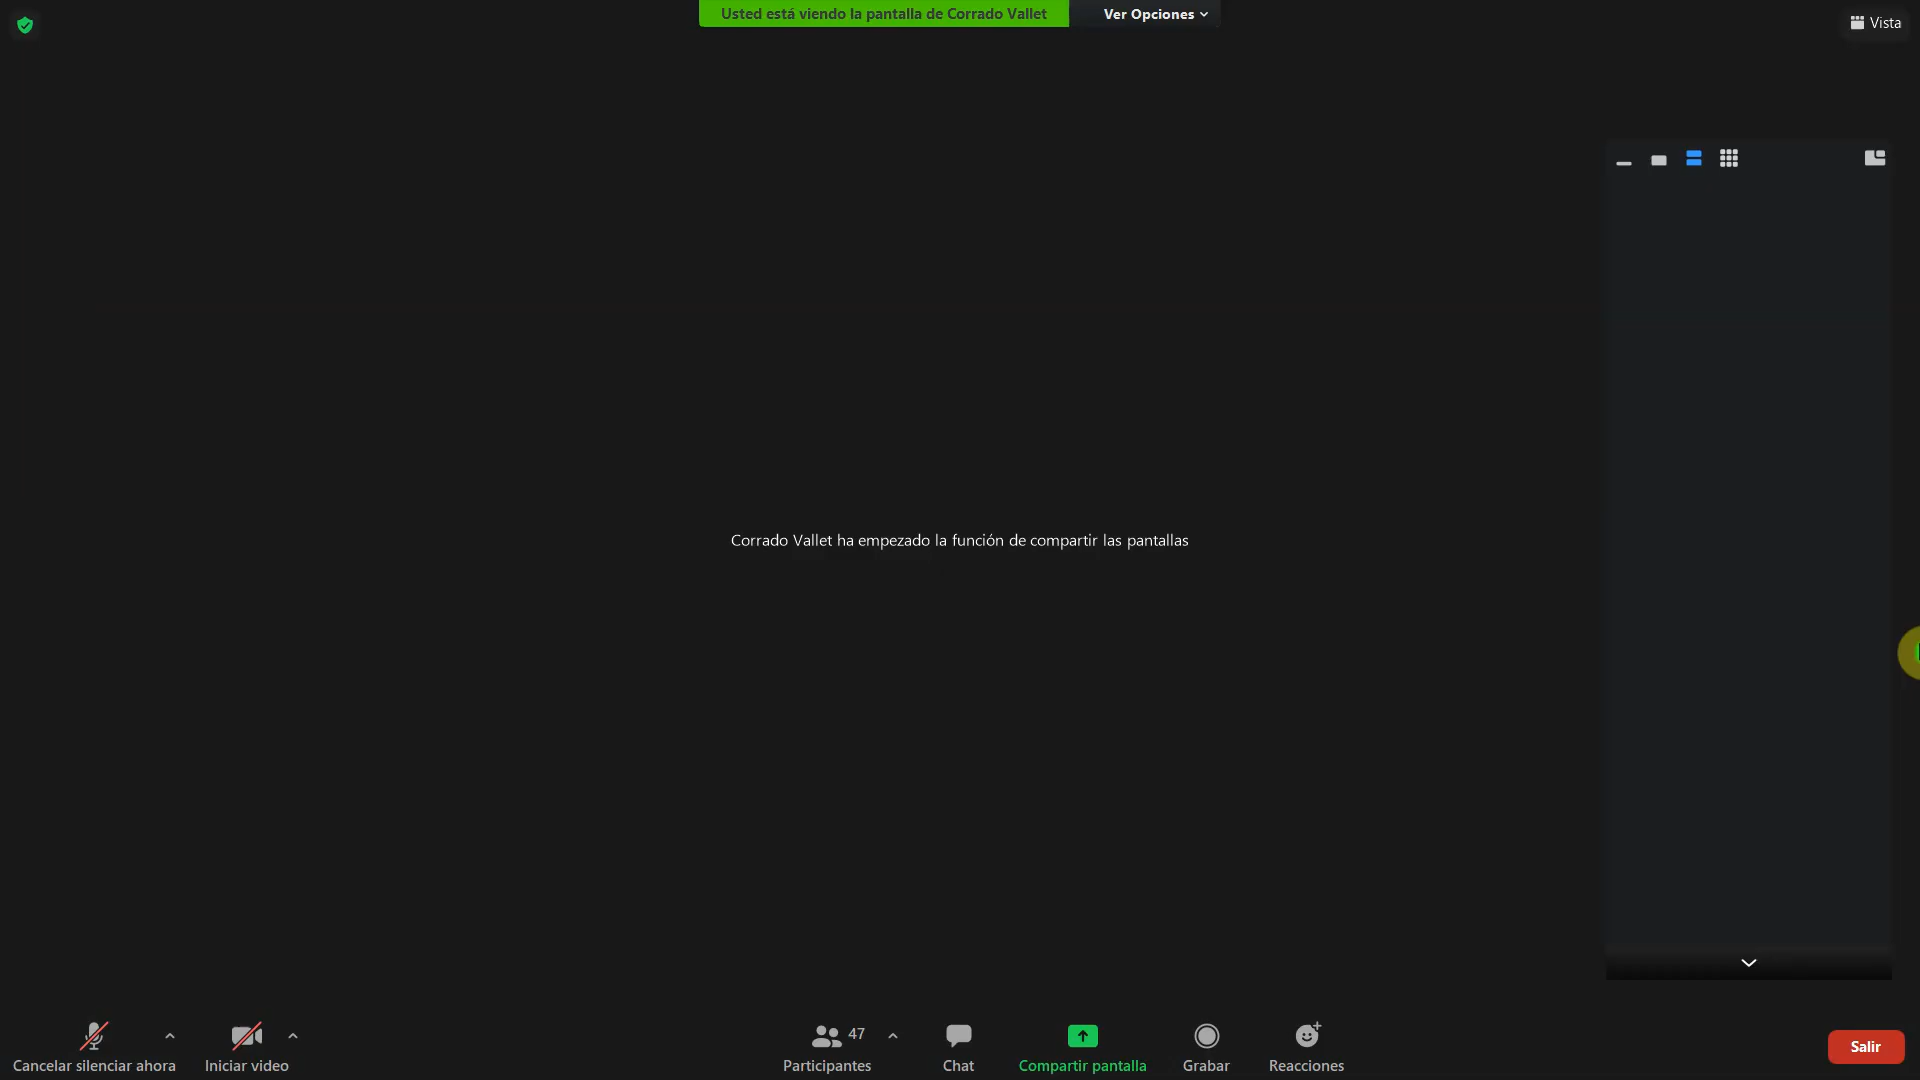 Usted está viendo la pantalla de Corrado Vallet
Ver Opciones
Vista
Corrado Vallet ha empezado la función de compartir las pantallas
47
Cancelar silenciar ahora
Iniciar video
Participantes
Chat
Compartir pantalla
Grabar
Reacciones
Salir